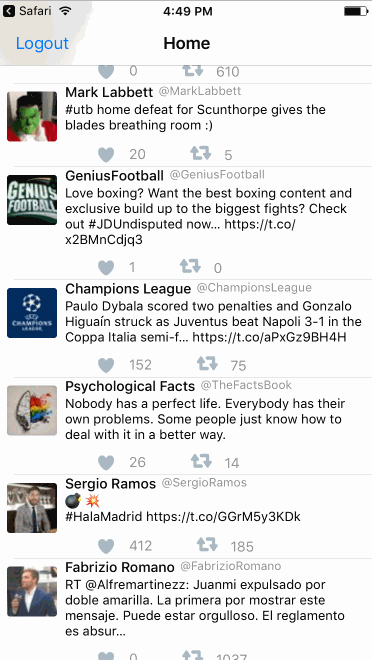 Safari 4:49 PM
Logout Home
0 610
Mark Labbett @MarkLabbett
#utb home defeat for Scunthorpe gives the
blades breathing room :)
20 5
GENIUS
FOOTBALL
GeniusFootball @GeniusFootball
Love boxing? Want the best boxing content and
exclusive build up to the biggest fights? Check
out #JDUndisputed now... https://t.co/
x2BMnCdjq3
1 0
CHAMPIONS
LEAGUE
Champions League @ChampionsLeague
Paulo Dybala scored two penalties and Gonzalo
Higuaín struck as Juventus beat Napoli 3-1 in the
Coppa Italia semi-f... https://t.co/aPxGz9BH4H
152 75
Psychological Facts @TheFactsBook
Nobody has a perfect life. Everybody has their
own problems. Some people just know how to
deal with it in a better way.
26 14
Sergio Ramos @SergioRamos
💣💥
#HalaMadrid https://t.co/GGrM5y3KDk
412 185
Fabrizio Romano @FabrizioRomano
RT @Alfremartinezz: Juanmi expulsado por
doble amarilla. La primera por mostrar este
mensaje. Puede estar orgulloso. El reglamento
es absur...
0 1037